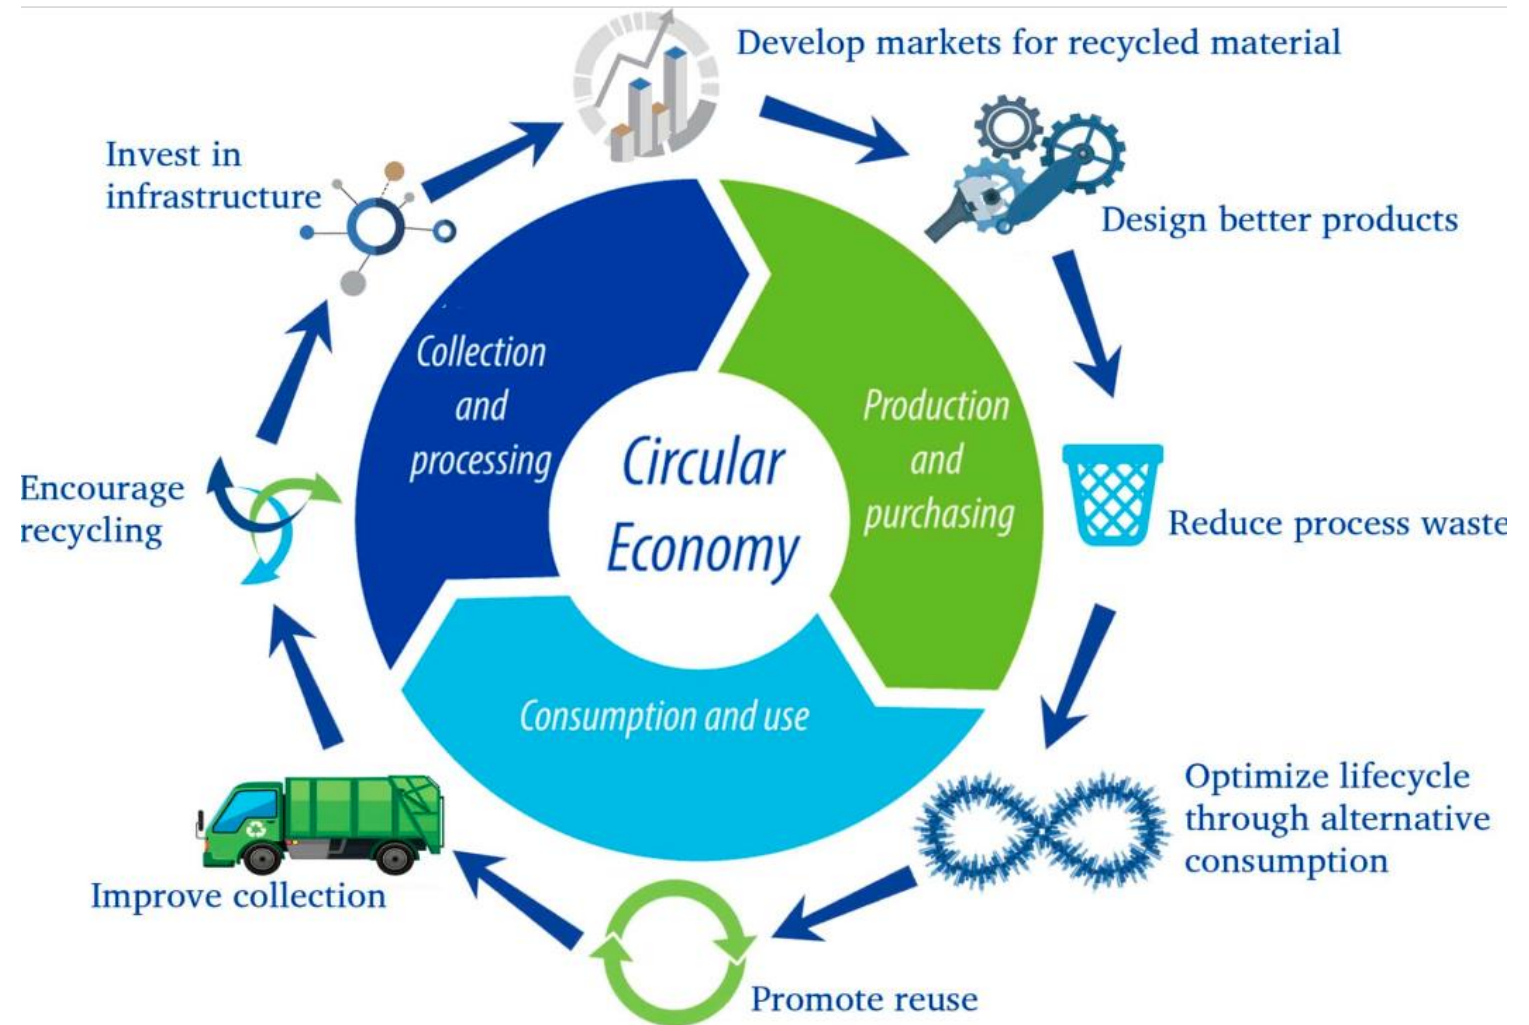 Develop markets for recycled material
Invest in
infrastructure
Design better products
Collection
and
processing
Production
and
purchasing
Circular
Economy
Encourage
recycling
Reduce process waste
Consumption and use
Optimize lifecycle
through alternative
consumption
Improve collection
Promote reuse